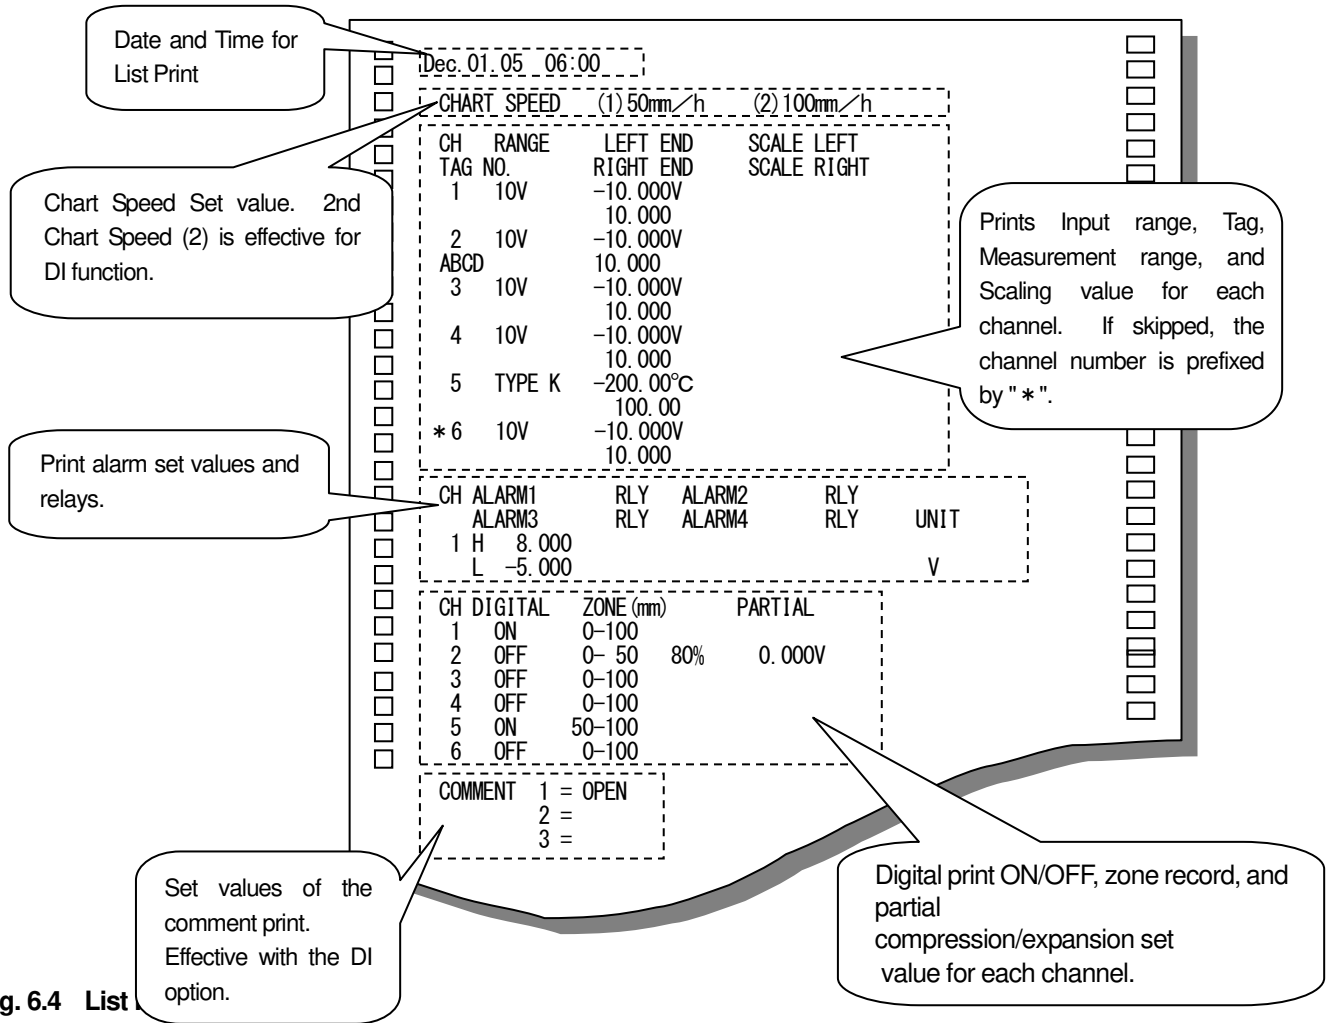 Date and Time for
List Print
Dec.01.05 06:00
CHART SPEED (1)50mm/h (2)100mm/h
CH RANGE LEFT END SCALE LEFT
TAG NO. RIGHT END SCALE RIGHT
1 10V -10.000V
10.000
2 10V -10.000V
ABCD 10.000
3 10V -10.000V
10.000
4 10V -10.000V
10.000
5 TYPE K -200.00℃
100.00
*6 10V -10.000V
10.000
Chart Speed Set value. 2nd
Chart Speed (2) is effective for
DI function.
Prints Input range, Tag,
Measurement range, and
Scaling value for each
channel. If skipped, the
channel number is prefixed
by "*".
Print alarm set values and
relays.
CH ALARM1 RLY ALARM2 RLY
ALARM3 RLY ALARM4 RLY UNIT
1 H 8.000
L -5.000 V
CH DIGITAL ZONE(mm) PARTIAL
1 ON 0-100
2 OFF 0- 50 80% 0.000V
3 OFF 0-100
4 OFF 0-100
5 ON 50-100
6 OFF 0-100
COMMENT 1 = OPEN
2 =
3 =
Set values of the
comment print.
Effective with the DI
option.
Digital print ON/OFF, zone record, and
partial
compression/expansion set
value for each channel.
g. 6.4 List